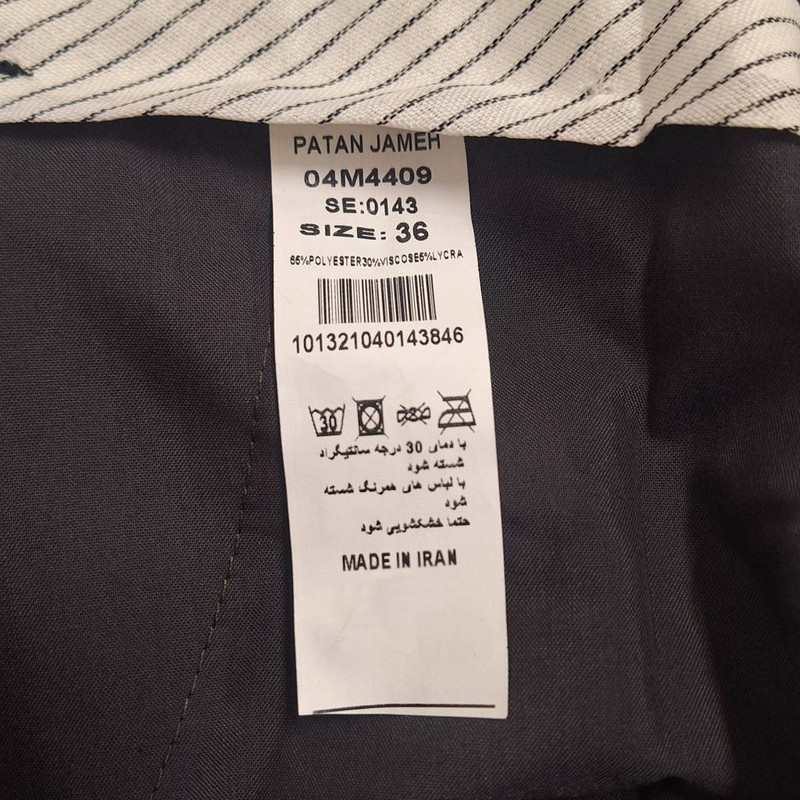 PATAN JAMEH
04M4409
SE:0143
SIZE: 36
65%POLYESTER30%VISCOSE5%LYCRA
101321040143846
30
با دمای 30 درجه سانتیگراد
شسته شود
با لباس های همرنگ شسته
شود
حتما خشکشویی شود
MADE IN IRAN